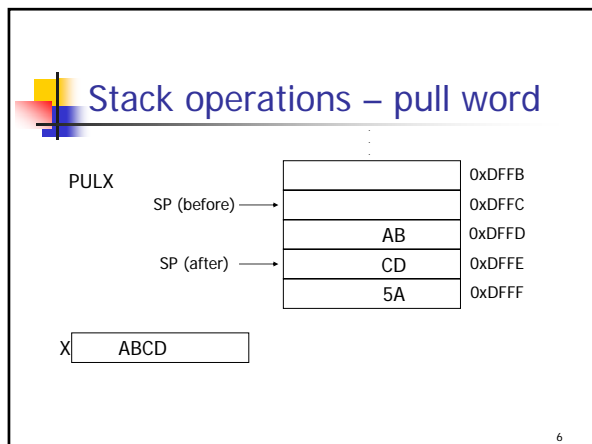 Stack operations – pull word
PULX
0xDFFB
SP (before)
0xDFFC
AB
0xDFFD
SP (after)
CD
0xDFFE
5A
0xDFFF
X
ABCD
6